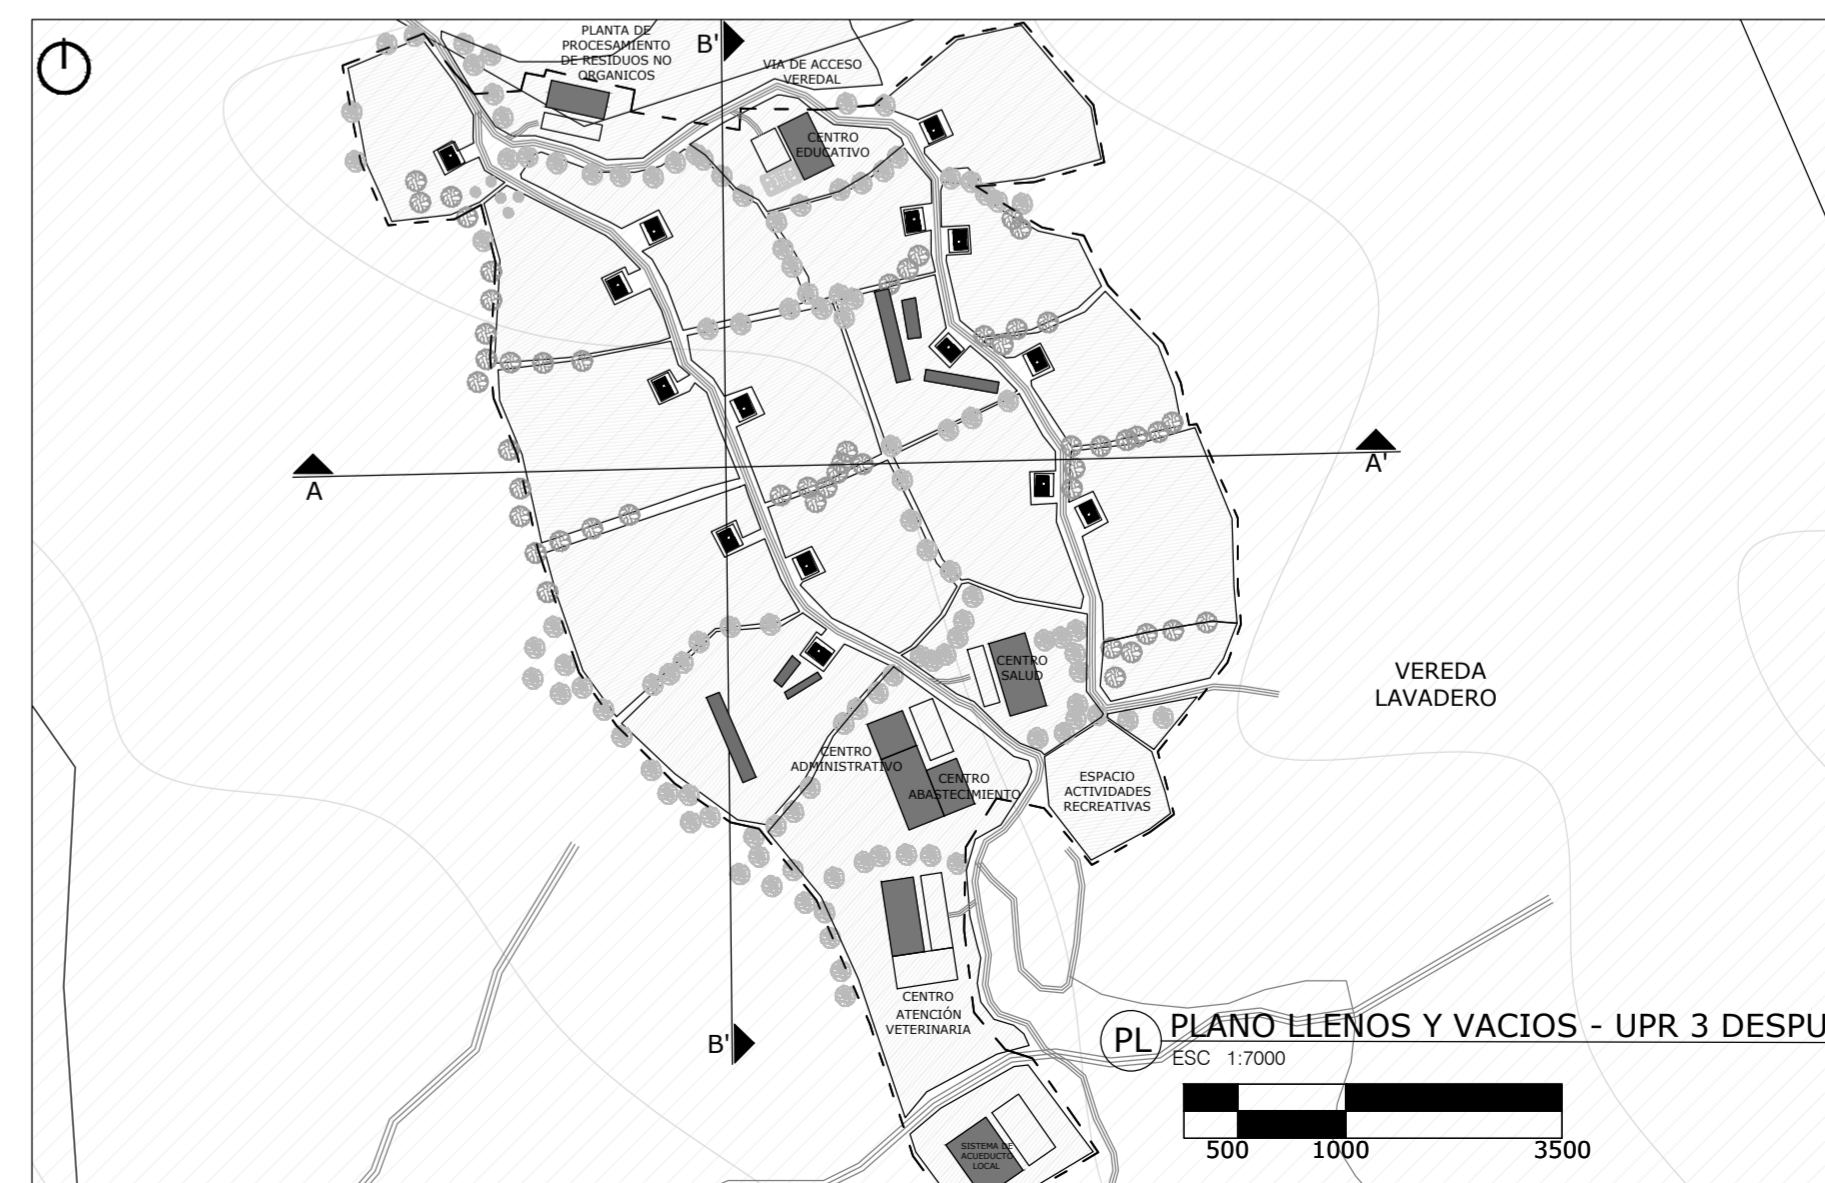 PLANTA DE
PROCESAMIENTO
DE RESIDUOS NO
ORGANICOS
B'
VIA DE ACCESO
VEREDAL
CENTRO
EDUCATIVO
A
A'
CENTRO
SALUD
VEREDA
LAVADERO
CENTRO
ADMINISTRATIVO
CENTRO
ABASTECIMIENTO
ESPACIO
ACTIVIDADES
RECREATIVAS
CENTRO
ATENCIÓN
VETERINARIA
B'
PL
PLANO LLENOS Y VACIOS - UPR 3 DESPU
ESC 1:7000
500 1000 3500
SISTEMA DE
ACUEDUCTO
LOCAL